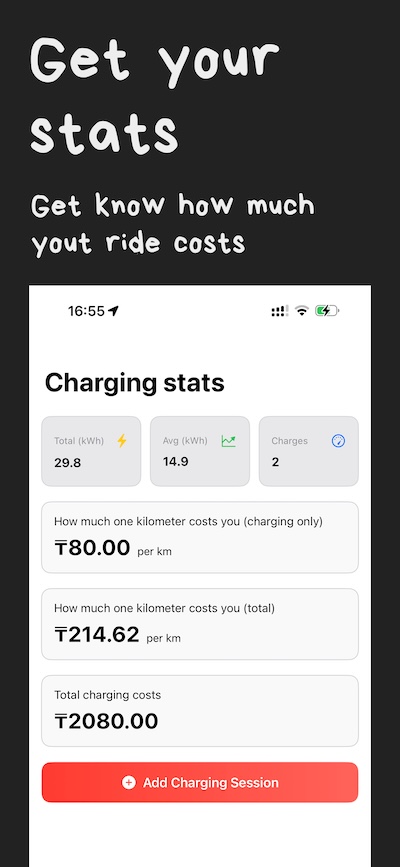 Get your
stats
Get know how much
yout ride costs
16:55
Charging stats
Total (kWh)
29.8
Avg (kWh)
14.9
Charges
2
How much one kilometer costs you (charging only)
₸80.00 per km
How much one kilometer costs you (total)
₸214.62 per km
Total charging costs
₸2080.00
Add Charging Session